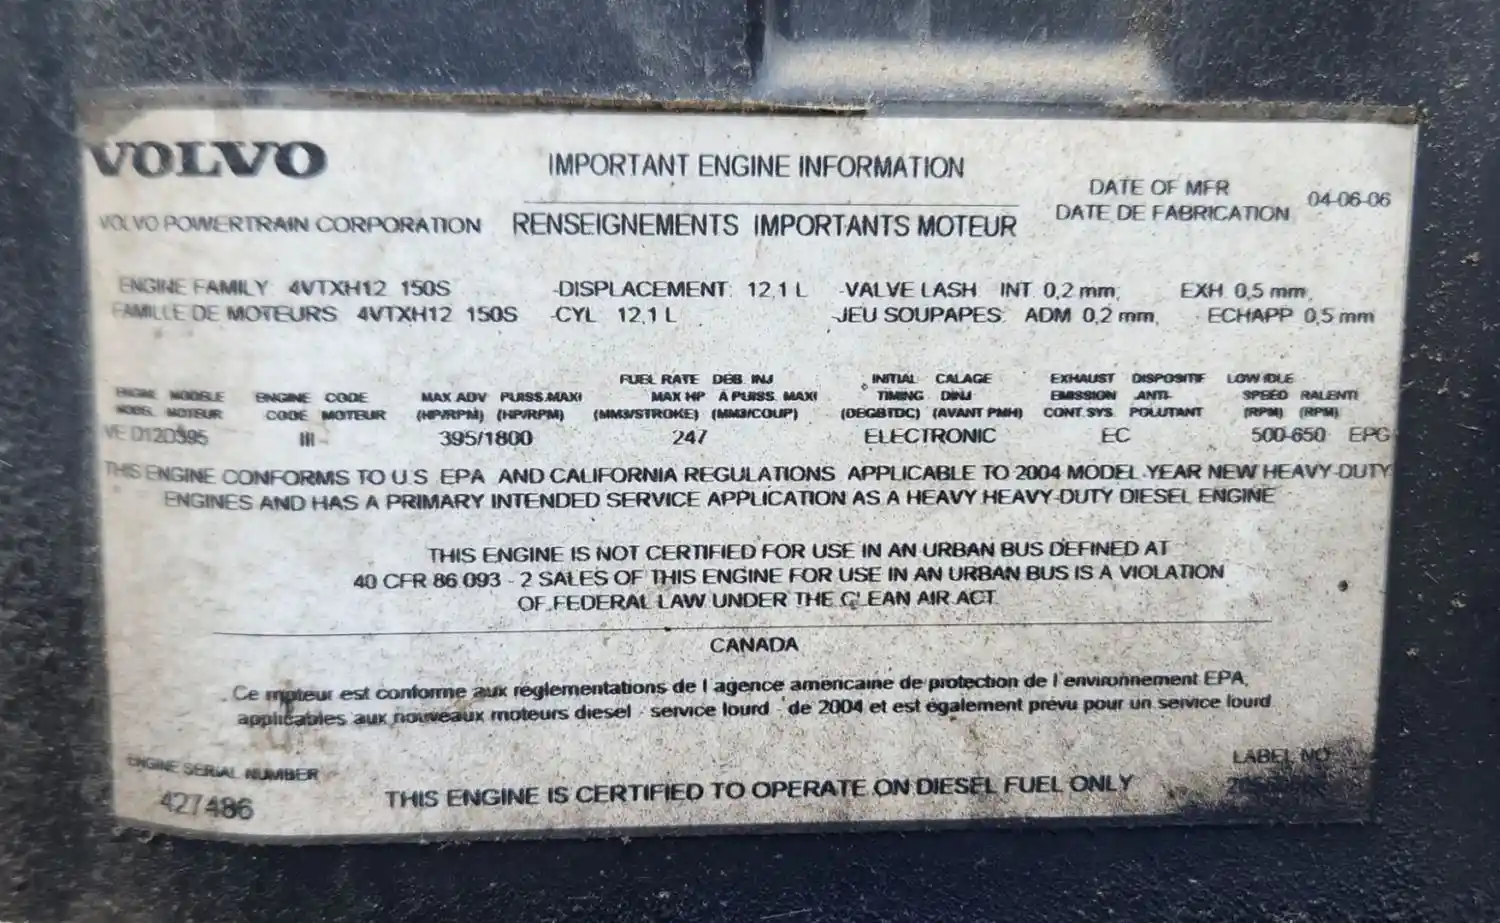 VOLVO
IMPORTANT ENGINE INFORMATION
DATE OF MFR
04-06-06
DATE DE FABRICATION
VOLVO POWERTRAIN CORPORATION
RENSEIGNEMENTS IMPORTANTS MOTEUR
ENGINE FAMILY 4VTXH12 150S -DISPLACEMENT: 12,1 L -VALVE LASH INT 0,2 mm, EXH 0,5 mm,
FAMILLE DE MOTEURS 4VTXH12 150S -CYL 12,1 L -JEU SOUPAPES: ADM 0,2 mm, ECHAPP 0,5 mm
FUEL RATE DEB INJ INITIAL CALAGE EXHAUST DISPOSITIF LOW IDLE
ENGINE MODELE ENGINE CODE MAX ADV PUISS.MAXI MAX HP A PUISS. MAXI TIMING D'INJ EMISSION ANTI- SPEED RALENTI
MODEL MOTEUR CODE MOTEUR (HP/RPM) (HP/RPM) (MM3/STROKE) (MM3/COUP) (DEGBTDC) (AVANT PMH) CONT.SYS. POLUTANT (RPM) (RPM)
VE D12D395 III 395/1800 247 ELECTRONIC EC 500-650 EPG
THIS ENGINE CONFORMS TO U.S EPA AND CALIFORNIA REGULATIONS APPLICABLE TO 2004 MODEL YEAR NEW HEAVY-DUTY
ENGINES AND HAS A PRIMARY INTENDED SERVICE APPLICATION AS A HEAVY HEAVY-DUTY DIESEL ENGINE
THIS ENGINE IS NOT CERTIFIED FOR USE IN AN URBAN BUS DEFINED AT
40 CFR 86 093 - 2 SALES OF THIS ENGINE FOR USE IN AN URBAN BUS IS A VIOLATION
OF FEDERAL LAW UNDER THE CLEAN AIR ACT
CANADA
Ce moteur est conforme aux réglementations de l agence américaine de protection de l environnement EPA,
applicables aux nouveaux moteurs diesel - service lourd - de 2004 et est également prévu pour un service lourd
ENGINE SERIAL NUMBER
427486
THIS ENGINE IS CERTIFIED TO OPERATE ON DIESEL FUEL ONLY
LABEL NO